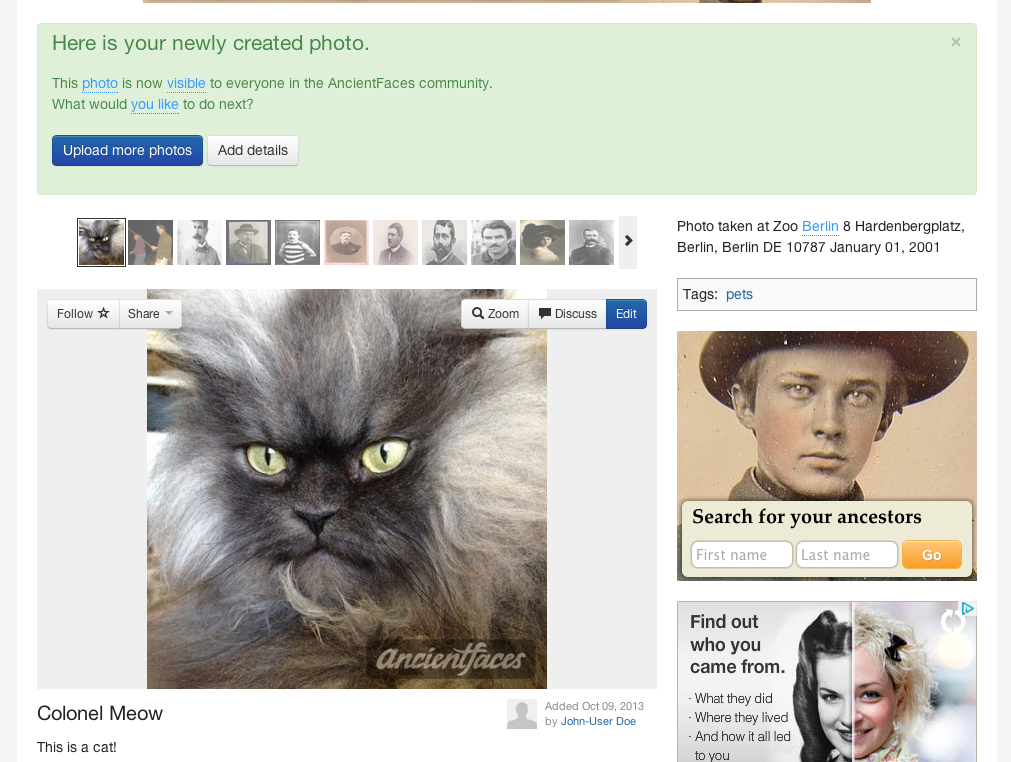 Here is your newly created photo.
×
This photo is now visible to everyone in the AncientFaces community.
What would you like to do next?
Upload more photos
Add details
Photo taken at Zoo Berlin 8 Hardenbergplatz,
Berlin, Berlin DE 10787 January 01, 2001
Tags: pets
Follow
Share
Zoom
Discuss
Edit
ancientfaces
Search for your ancestors
First name
Last name
Go
Find out
who you
came from.
· What they did
· Where they lived
· And how it all led
to you
Colonel Meow
Added Oct 09, 2013
by John-User Doe
This is a cat!